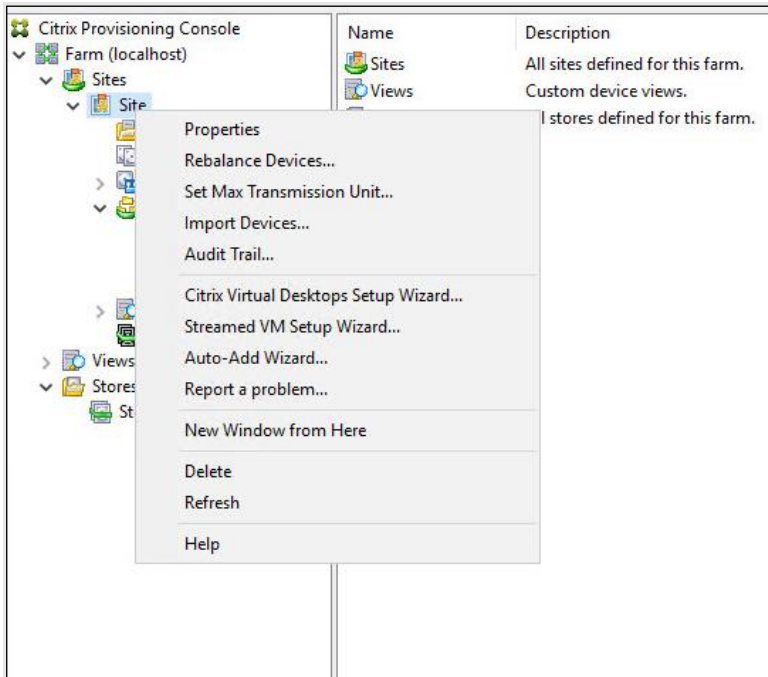 Citrix Provisioning Console
Farm (localhost)
Sites
Site
Views
Stores
St
Name Description
Sites All sites defined for this farm.
Views Custom device views.
stores defined for this farm.
Properties
Rebalance Devices...
Set Max Transmission Unit...
Import Devices...
Audit Trail...
Citrix Virtual Desktops Setup Wizard...
Streamed VM Setup Wizard...
Auto-Add Wizard...
Report a problem...
New Window from Here
Delete
Refresh
Help